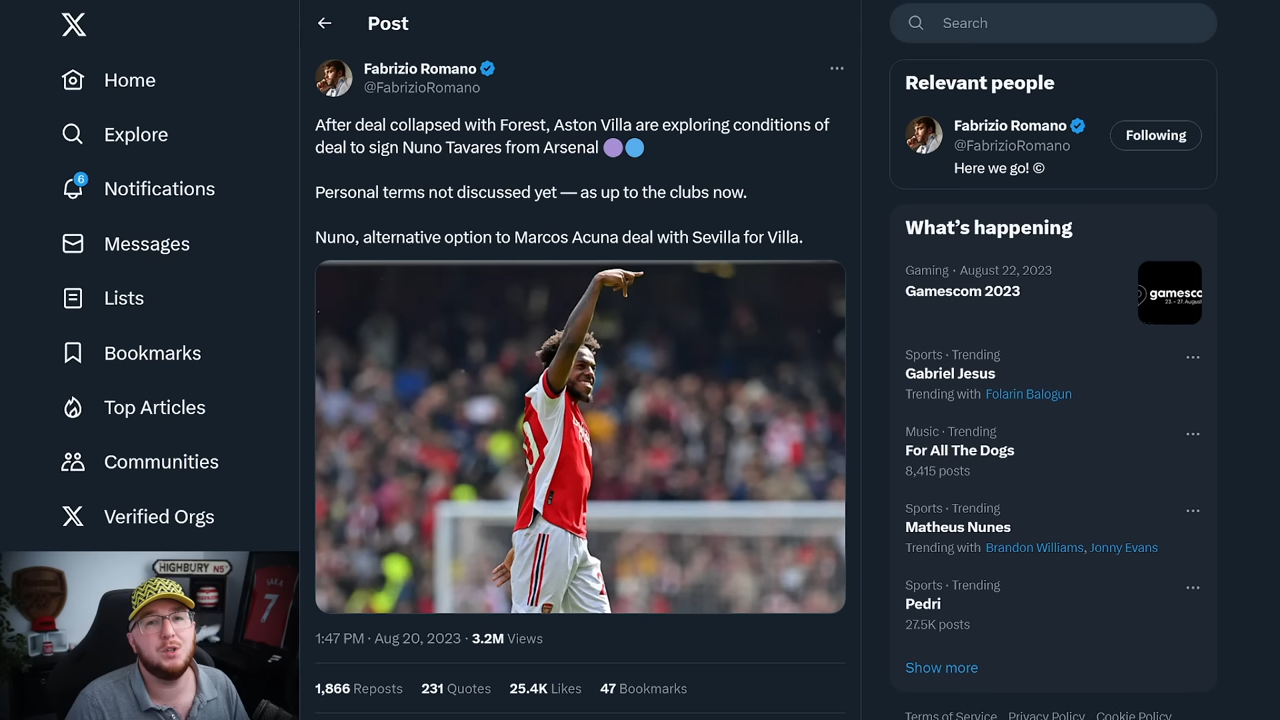 Home
Explore
6
Notifications
Messages
Lists
Bookmarks
Top Articles
Communities
Verified Orgs
HIGHBURY N5
7
Post
Fabrizio Romano
@FabrizioRomano
After deal collapsed with Forest, Aston Villa are exploring conditions of
deal to sign Nuno Tavares from Arsenal 🟣🔵
Personal terms not discussed yet — as up to the clubs now.
Nuno, alternative option to Marcos Acuna deal with Sevilla for Villa.
1:47 PM · Aug 20, 2023 · 3.2M Views
1,866 Reposts 231 Quotes 25.4K Likes 47 Bookmarks
Search
Relevant people
Fabrizio Romano
@FabrizioRomano
Following
Here we go! ©
What’s happening
Gaming · August 22, 2023
Gamescom 2023
gamesco
23. – 27. August
Sports · Trending
Gabriel Jesus
Trending with Folarin Balogun
Music · Trending
For All The Dogs
8,415 posts
Sports · Trending
Matheus Nunes
Trending with Brandon Williams, Jonny Evans
Sports · Trending
Pedri
27.5K posts
Show more
Terms of Service Privacy Policy Cookie Policy